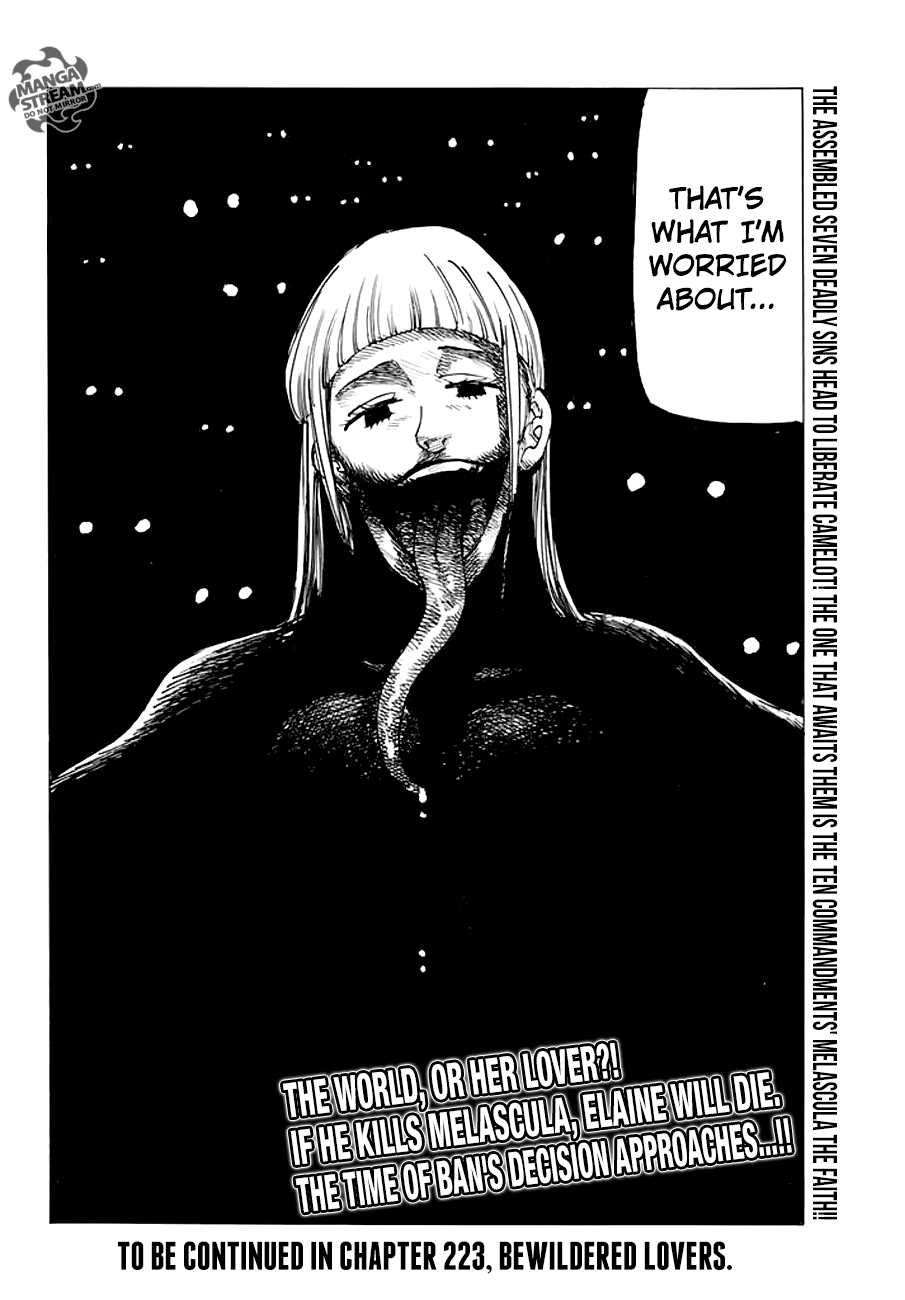 MANGA
STREAM.com
DO NOT MIRROR
THAT'S
WHAT I'M
WORRIED
ABOUT...
THE ASSEMBLED SEVEN DEADLY SINS HEAD TO LIBERATE CAMELOT! THE ONE THAT AWAITS THEM IS THE TEN COMMANDMENTS' MELASCULA THE FAITH!!
THE WORLD, OR HER LOVER?!
IF HE KILLS MELASCULA, ELAINE WILL DIE.
THE TIME OF BAN'S DECISION APPROACHES...!!
TO BE CONTINUED IN CHAPTER 223, BEWILDERED LOVERS.